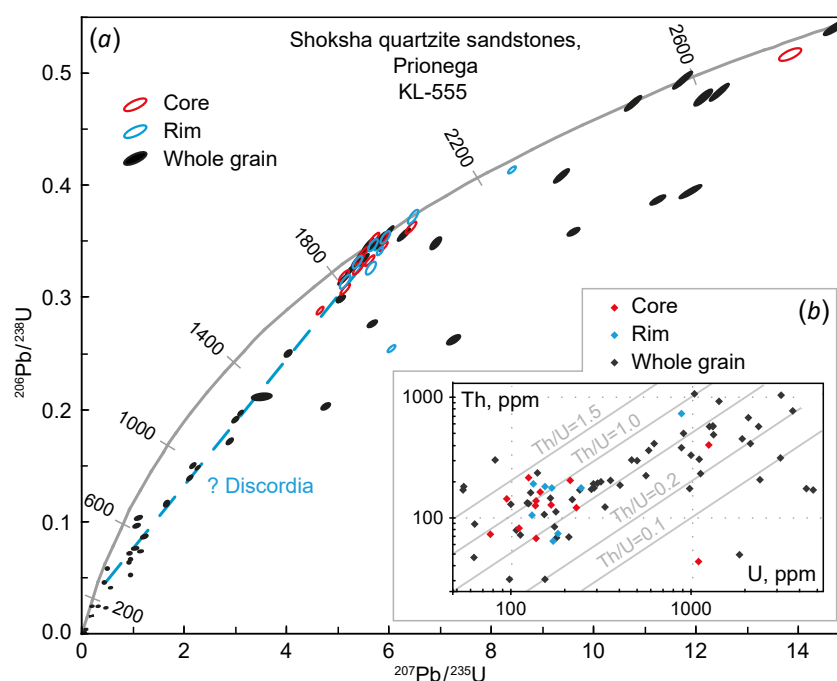 (a)
Shoksha quartzite sandstones,
Prionega
KL-555
Core
Rim
Whole grain
2600
2200
1800
1400
1000
600
200
? Discordia
0.5
0.4
0.3
0.2
0.1
0.0
206Pb/238U
0 2 4 6 8 10 12 14
207Pb/235U
(b)
Core
Rim
Whole grain
Th, ppm
1000
100
Th/U=1.5
Th/U=1.0
Th/U=0.2
Th/U=0.1
U, ppm
100 1000